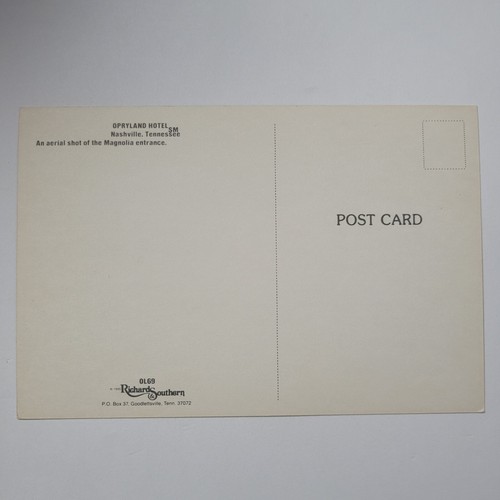 OPRYLAND HOTEL SM
Nashville, Tennessee
An aerial shot of the Magnolia entrance.
POST CARD
OL69
Richards & Southern
P.O. Box 37, Goodlettsville, Tenn. 37072